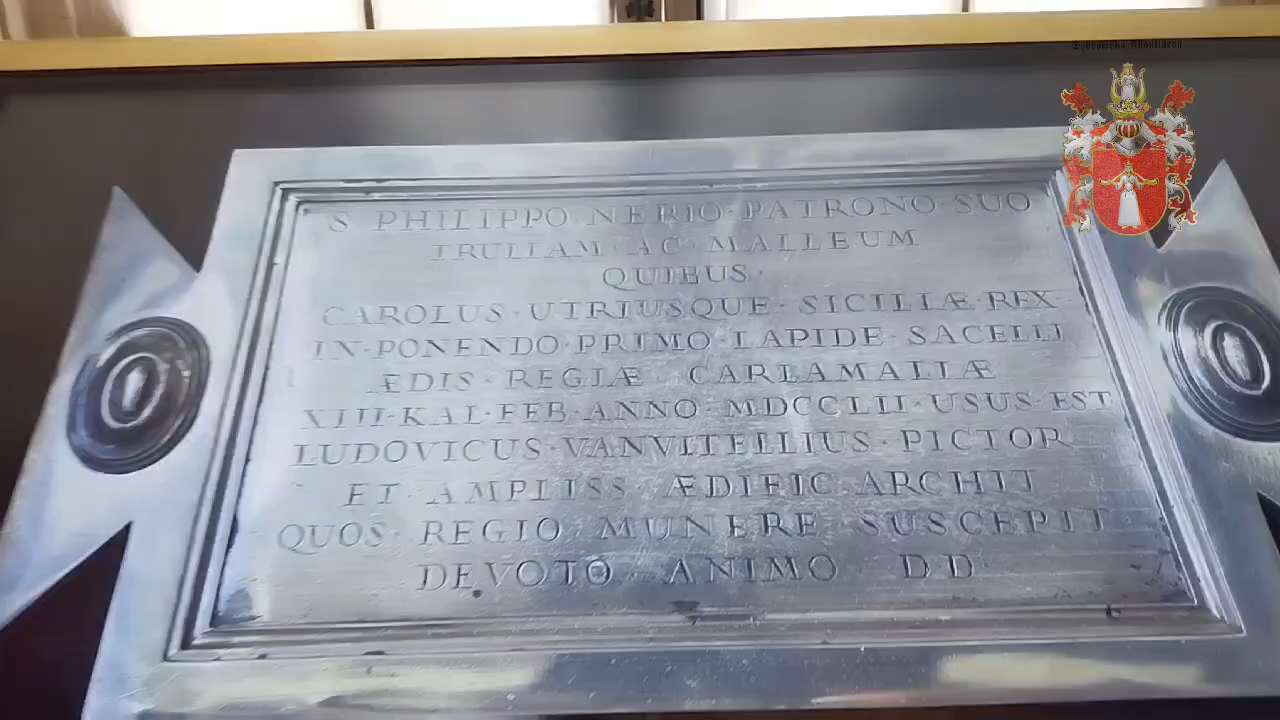 S PHILIPPO · NERIO · PATRONO · SUO
TRULLAM · AC · MALLEUM
QUIBUS ·
CAROLUS · UTRIUSQUE · SICILIÆ · REX
IN · PONENDO · PRIMO · LAPIDE · SACELLI
ÆDIS · REGIÆ · CARLAMALIÆ
XIII · KAL · FEB · ANNO · MDCCLII · USUS · EST
LUDOVICUS · VANVITELLIUS · PICTOR
ET · AMPLISS · ÆDIFIC · ARCHIT
QUOS · REGIO · MUNERE · SUSCEPIT
DEVOTO · ANIMO · D D